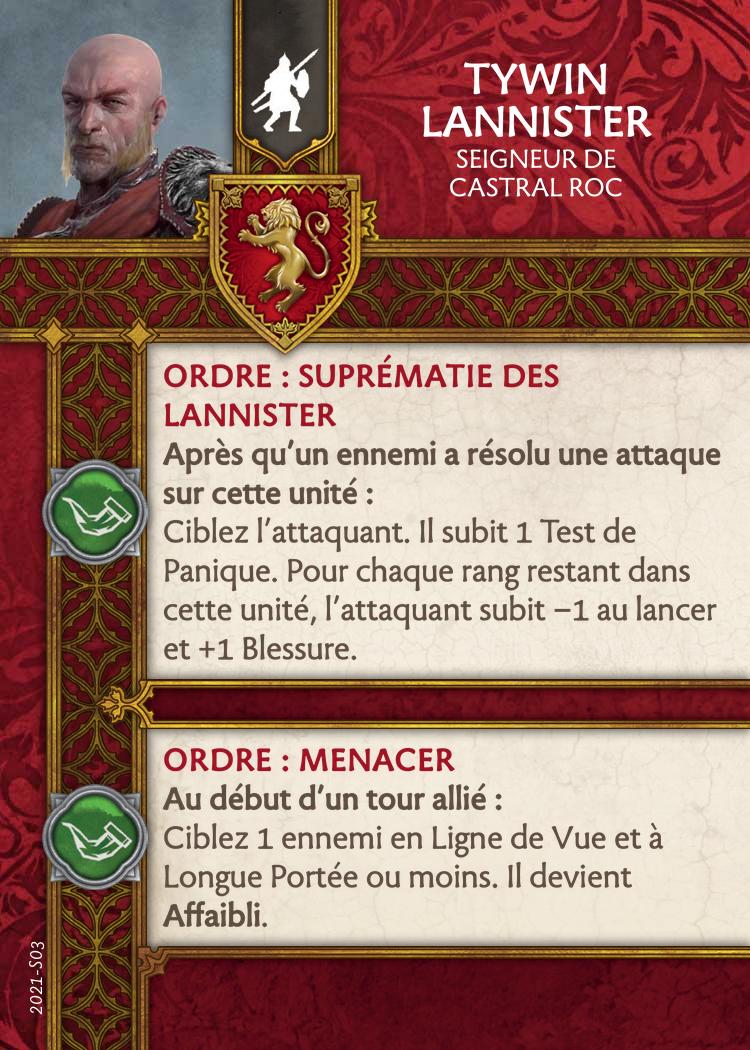 TYWIN
LANNISTER
SEIGNEUR DE
CASTRAL ROC
ORDRE : SUPRÉMATIE DES
LANNISTER
Après qu’un ennemi a résolu une attaque
sur cette unité :
Ciblez l’attaquant. Il subit 1 Test de
Panique. Pour chaque rang restant dans
cette unité, l’attaquant subit −1 au lancer
et +1 Blessure.
ORDRE : MENACER
Au début d’un tour allié :
Ciblez 1 ennemi en Ligne de Vue et à
Longue Portée ou moins. Il devient
Affaibli.
2021-S03